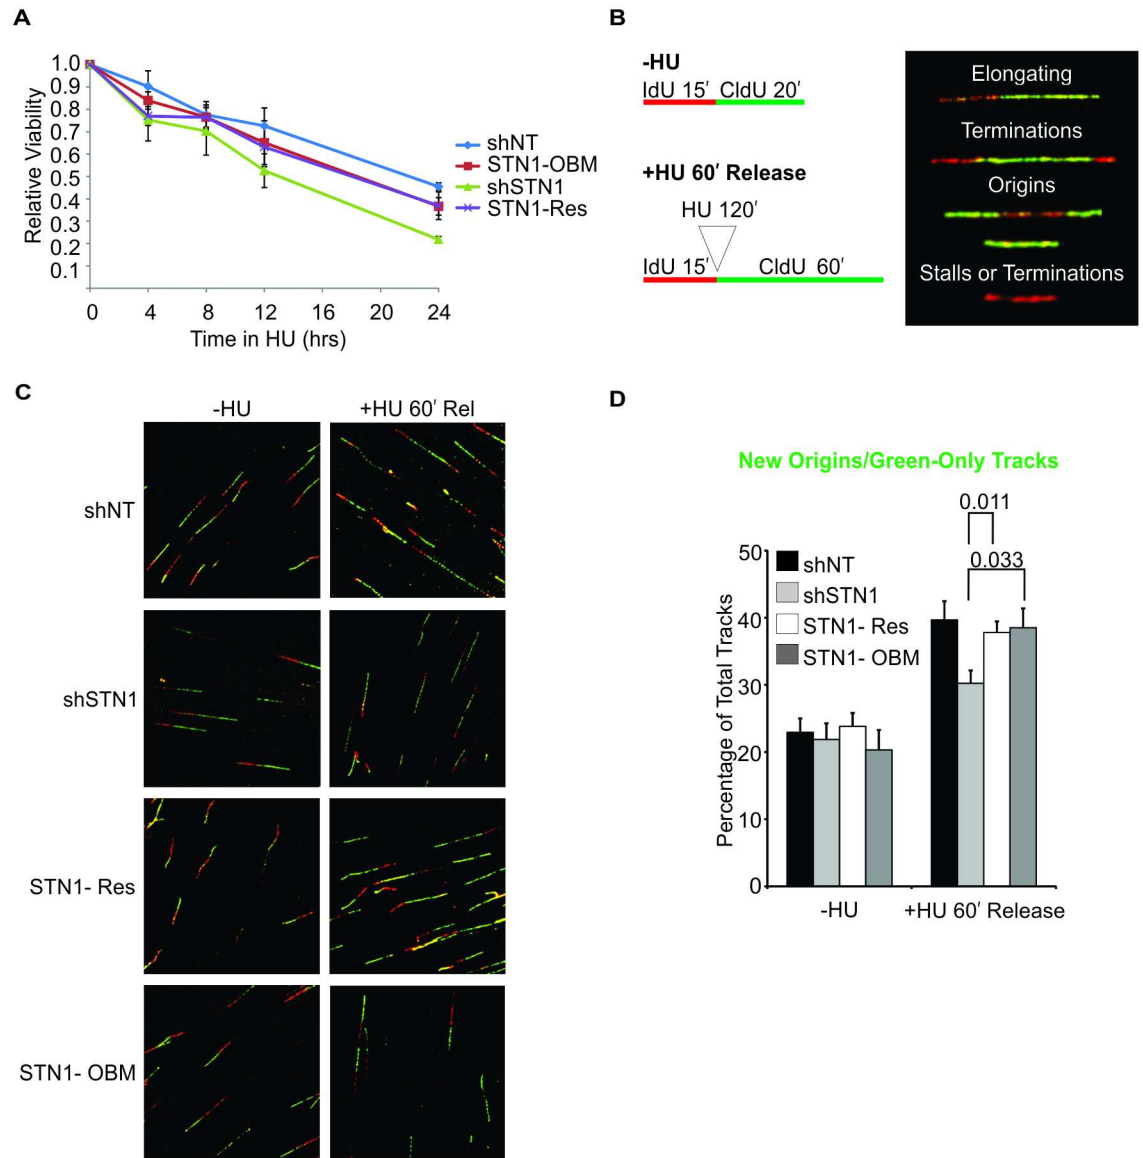 A
Relative Viability
1.0
0.9
0.8
0.7
0.6
0.5
0.4
0.3
0.2
0.1
0 4 8 12 16 20 24
Time in HU (hrs)
shNT
STN1-OBM
shSTN1
STN1-Res
B
-HU
IdU 15′ CldU 20′
+HU 60′ Release
HU 120′
IdU 15′ CldU 60′
Elongating
Terminations
Origins
Stalls or Terminations
C
-HU +HU 60′ Rel
shNT
shSTN1
STN1- Res
STN1- OBM
D
New Origins/Green-Only Tracks
0.011
0.033
Percentage of Total Tracks
50
40
30
20
10
0
shNT
shSTN1
STN1- Res
STN1- OBM
-HU +HU 60′ Release